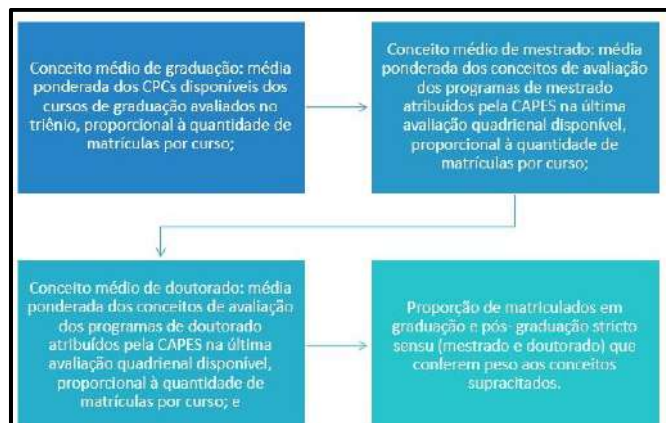 Conceito médio de graduação: média
ponderada dos CPCs disponíveis dos
cursos de graduação avaliados no
triênio, proporcional à quantidade de
matrículas por curso;
Conceito médio de mestrado: média
ponderada dos conceitos de avaliação
dos programas de mestrado
atribuídos pela CAPES na última
avaliação quadrienal disponível,
proporcional à quantidade de
matrículas por curso;
Conceito médio de doutorado: média
ponderada dos conceitos de avaliação
dos programas de doutorado
atribuídos pela CAPES na última
avaliação quadrienal disponível,
proporcional à quantidade de
matrículas por curso; e
Proporção de matriculados em
graduação e pós- graduação stricto
sensu (mestrado e doutorado) que
conferem peso aos conceitos
supracitados.